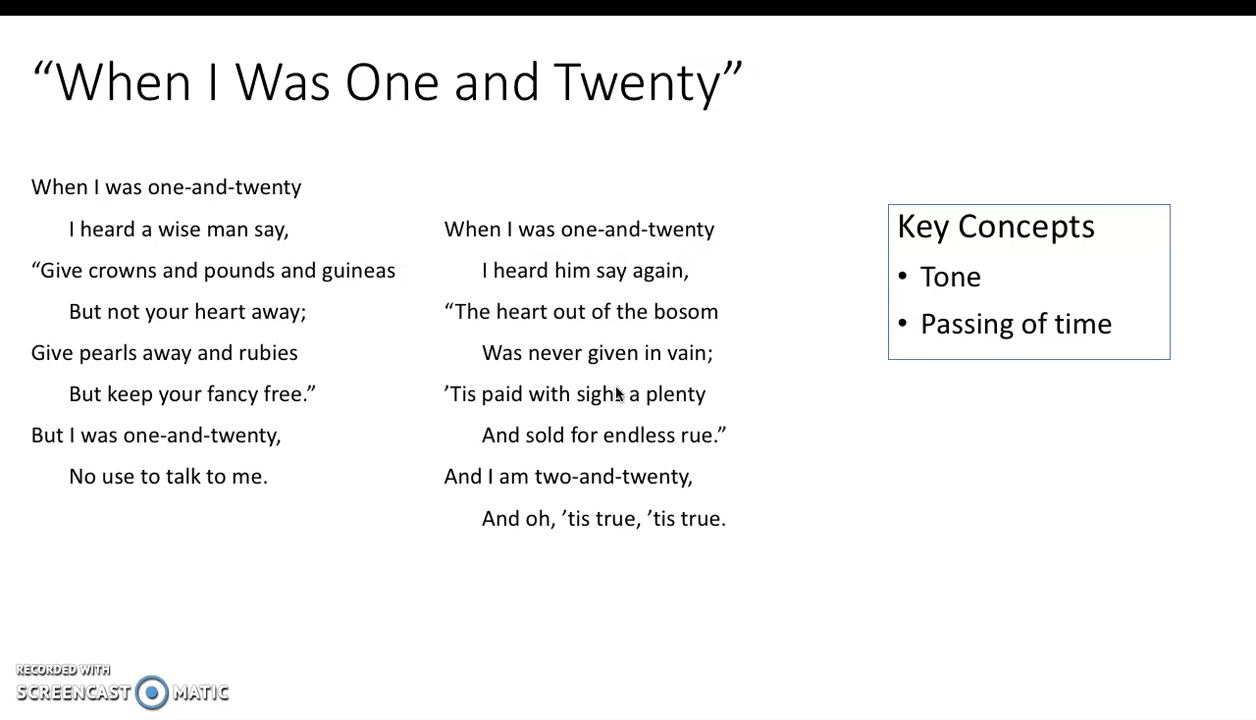 “When I Was One and Twenty”
When I was one-and-twenty
I heard a wise man say,
“Give crowns and pounds and guineas
But not your heart away;
Give pearls away and rubies
But keep your fancy free.”
But I was one-and-twenty,
No use to talk to me.
When I was one-and-twenty
I heard him say again,
“The heart out of the bosom
Was never given in vain;
’Tis paid with sighs a plenty
And sold for endless rue.”
And I am two-and-twenty,
And oh, ’tis true, ’tis true.
Key Concepts
• Tone
• Passing of time
RECORDED WITH
SCREENCAST MATIC